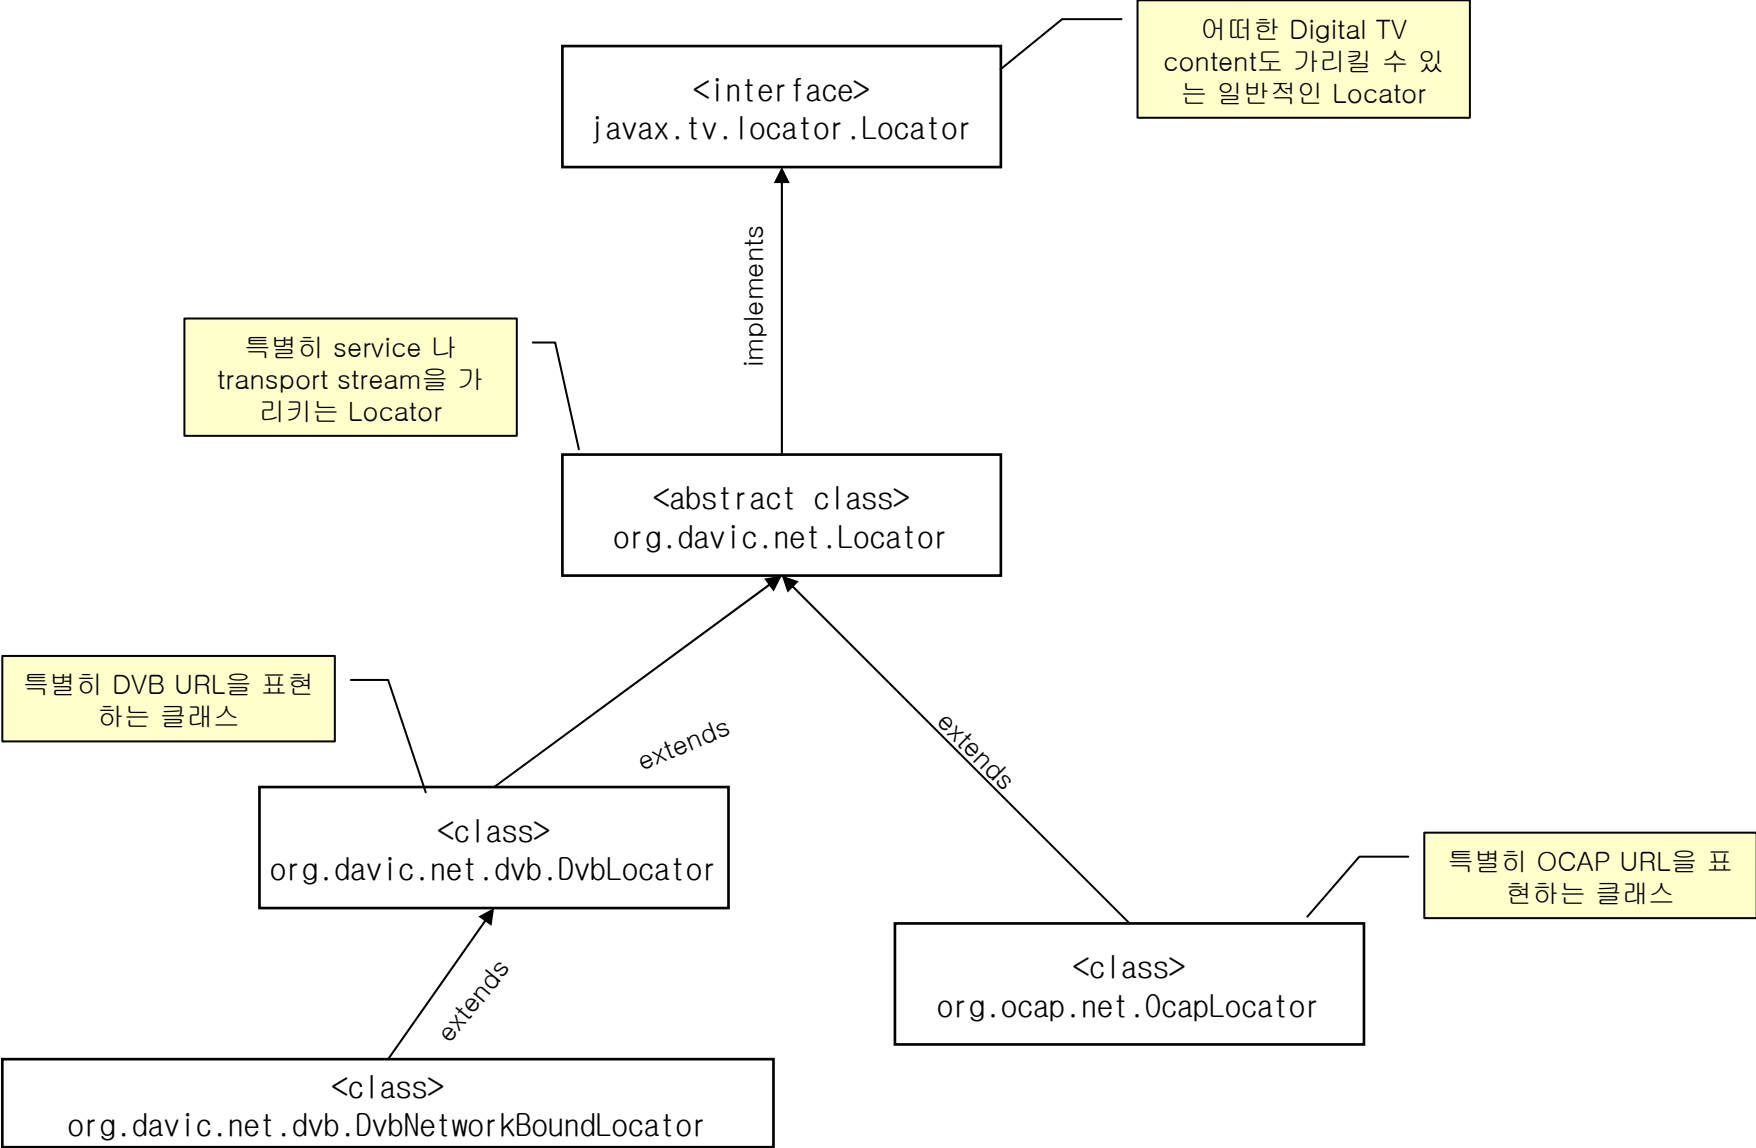 어떠한 Digital TV
content도 가리킬 수 있
는 일반적인 Locator
<interface>
javax.tv.locator.Locator
implements
특별히 service 나
transport stream을 가
리키는 Locator
<abstract class>
org.davic.net.Locator
특별히 DVB URL을 표현
하는 클래스
extends
extends
<class>
org.davic.net.dvb.DvbLocator
특별히 OCAP URL을 표
현하는 클래스
<class>
org.ocap.net.OcapLocator
extends
<class>
org.davic.net.dvb.DvbNetworkBoundLocator